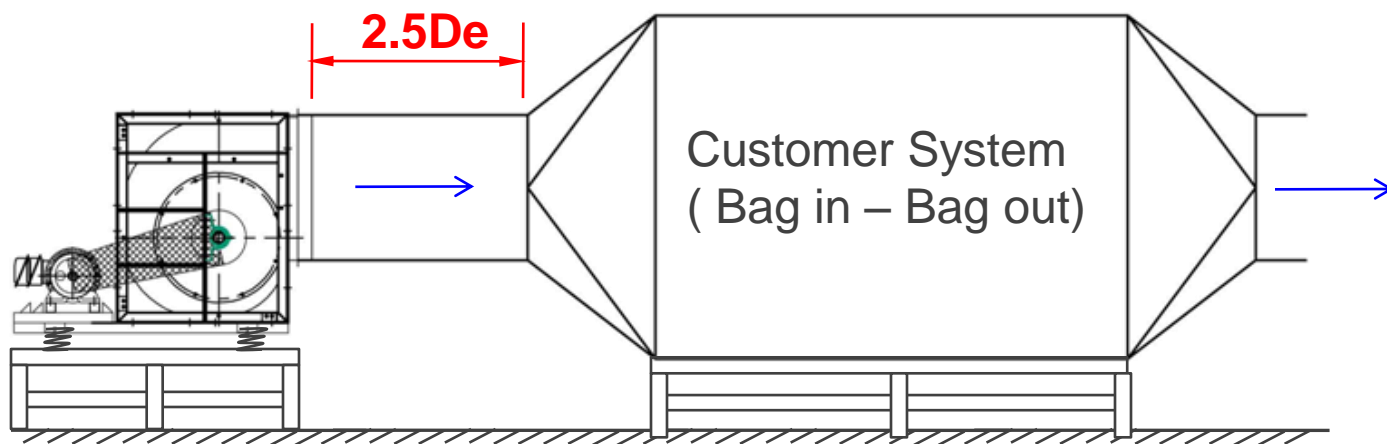 2.5De
Customer System
( Bag in – Bag out)